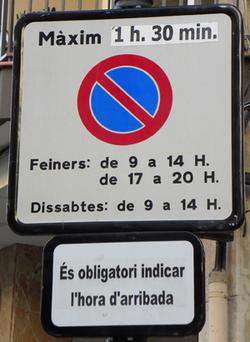 Màxim 1 h. 30 min.
Feiners: de 9 a 14 H.
de 17 a 20 H.
Dissabtes: de 9 a 14 H.
És obligatori indicar
l'hora d'arribada